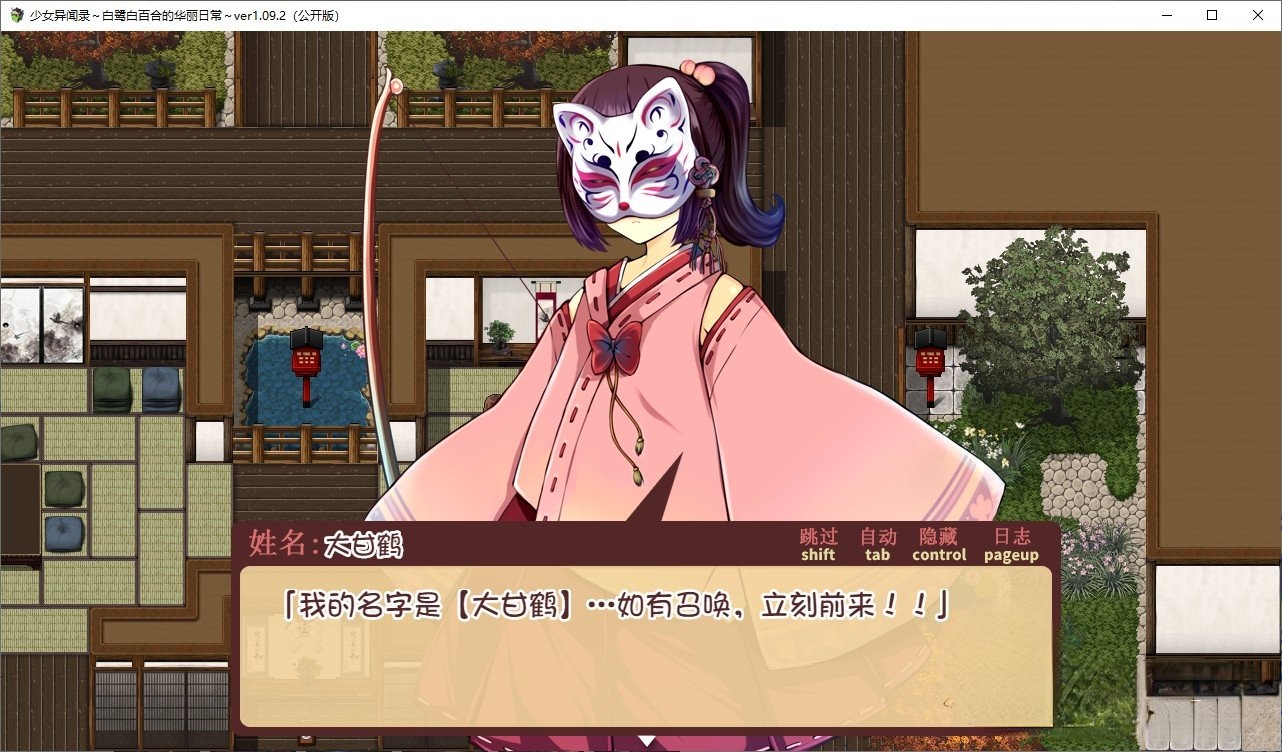 少女异闻录～白鹭白百合的华丽日常～ver1.09.2（公开版）
姓名:大甘鹤
跳过 自动 隐藏 日志
shift tab control pageup
「我的名字是【大甘鹤】…如有召唤，立刻前来！！」